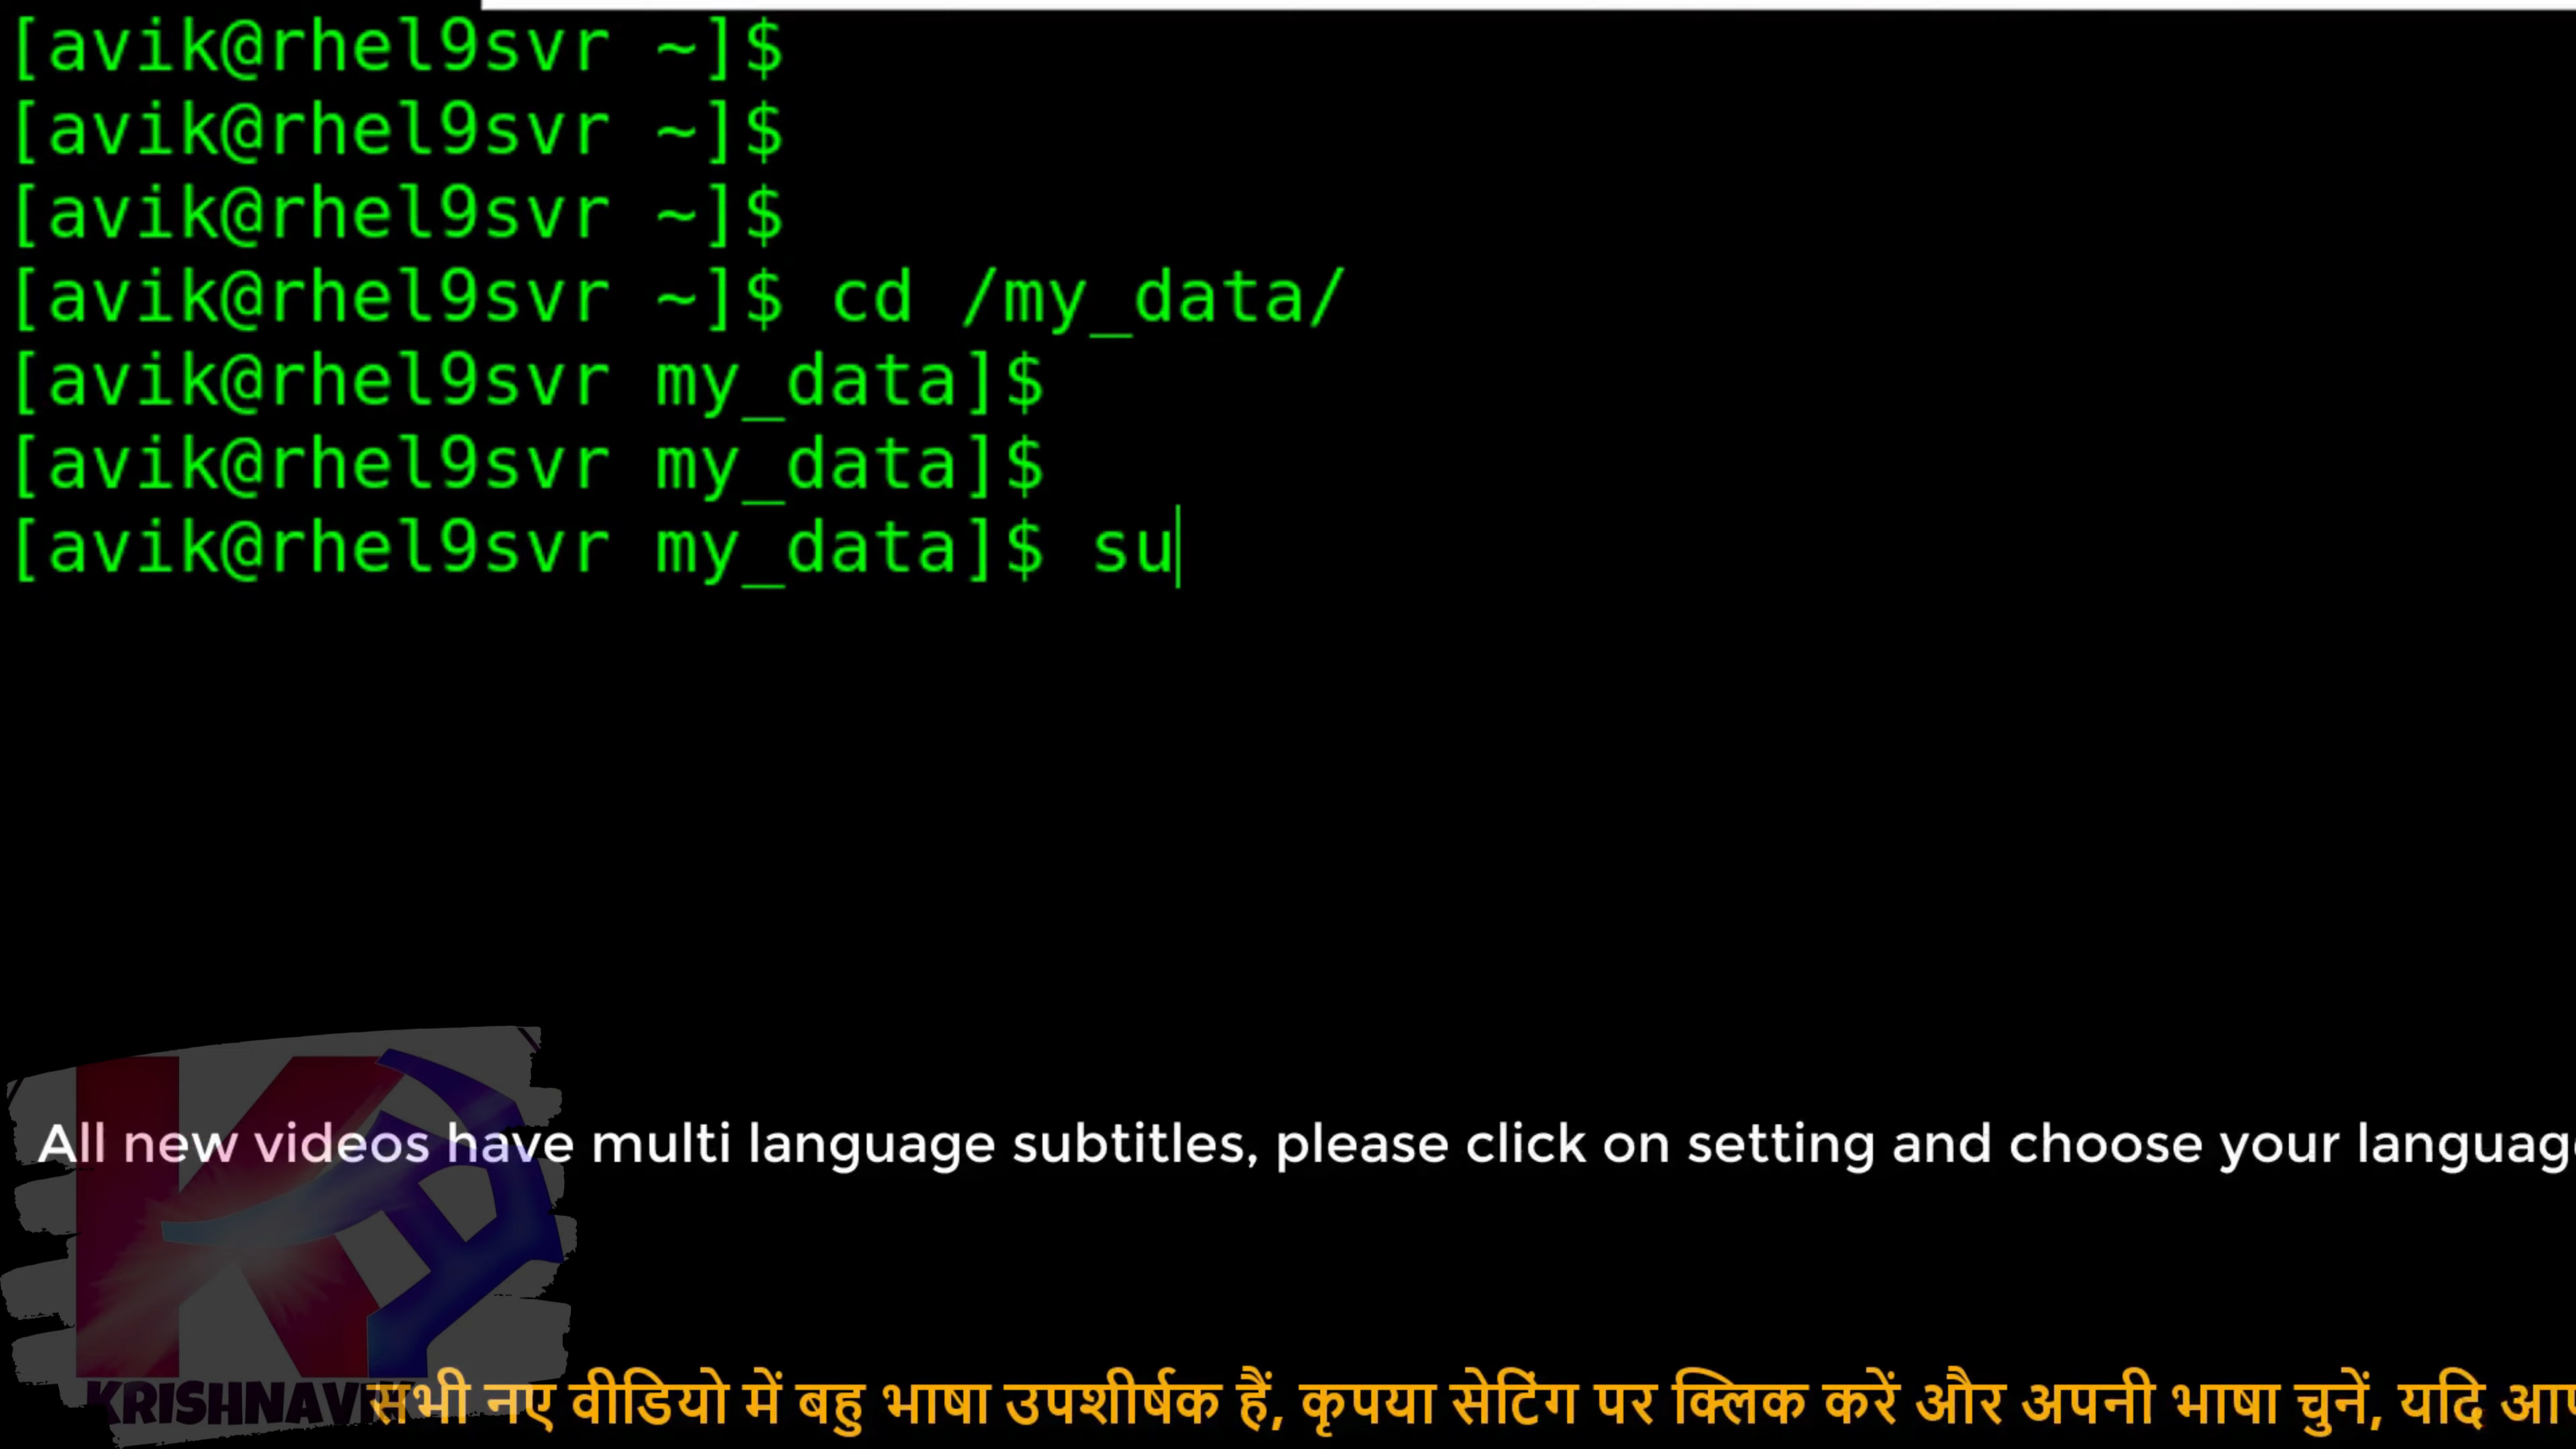 [avik@rhel9svr ~]$
[avik@rhel9svr ~]$
[avik@rhel9svr ~]$
[avik@rhel9svr ~]$ cd /my_data/
[avik@rhel9svr my_data]$
[avik@rhel9svr my_data]$
[avik@rhel9svr my_data]$ su
All new videos have multi language subtitles, please click on setting and choose your languag
KRISHNAVIK
सभी नए वीडियो में बहु भाषा उपशीर्षक हैं, कृपया सेटिंग पर क्लिक करें और अपनी भाषा चुनें, यदि